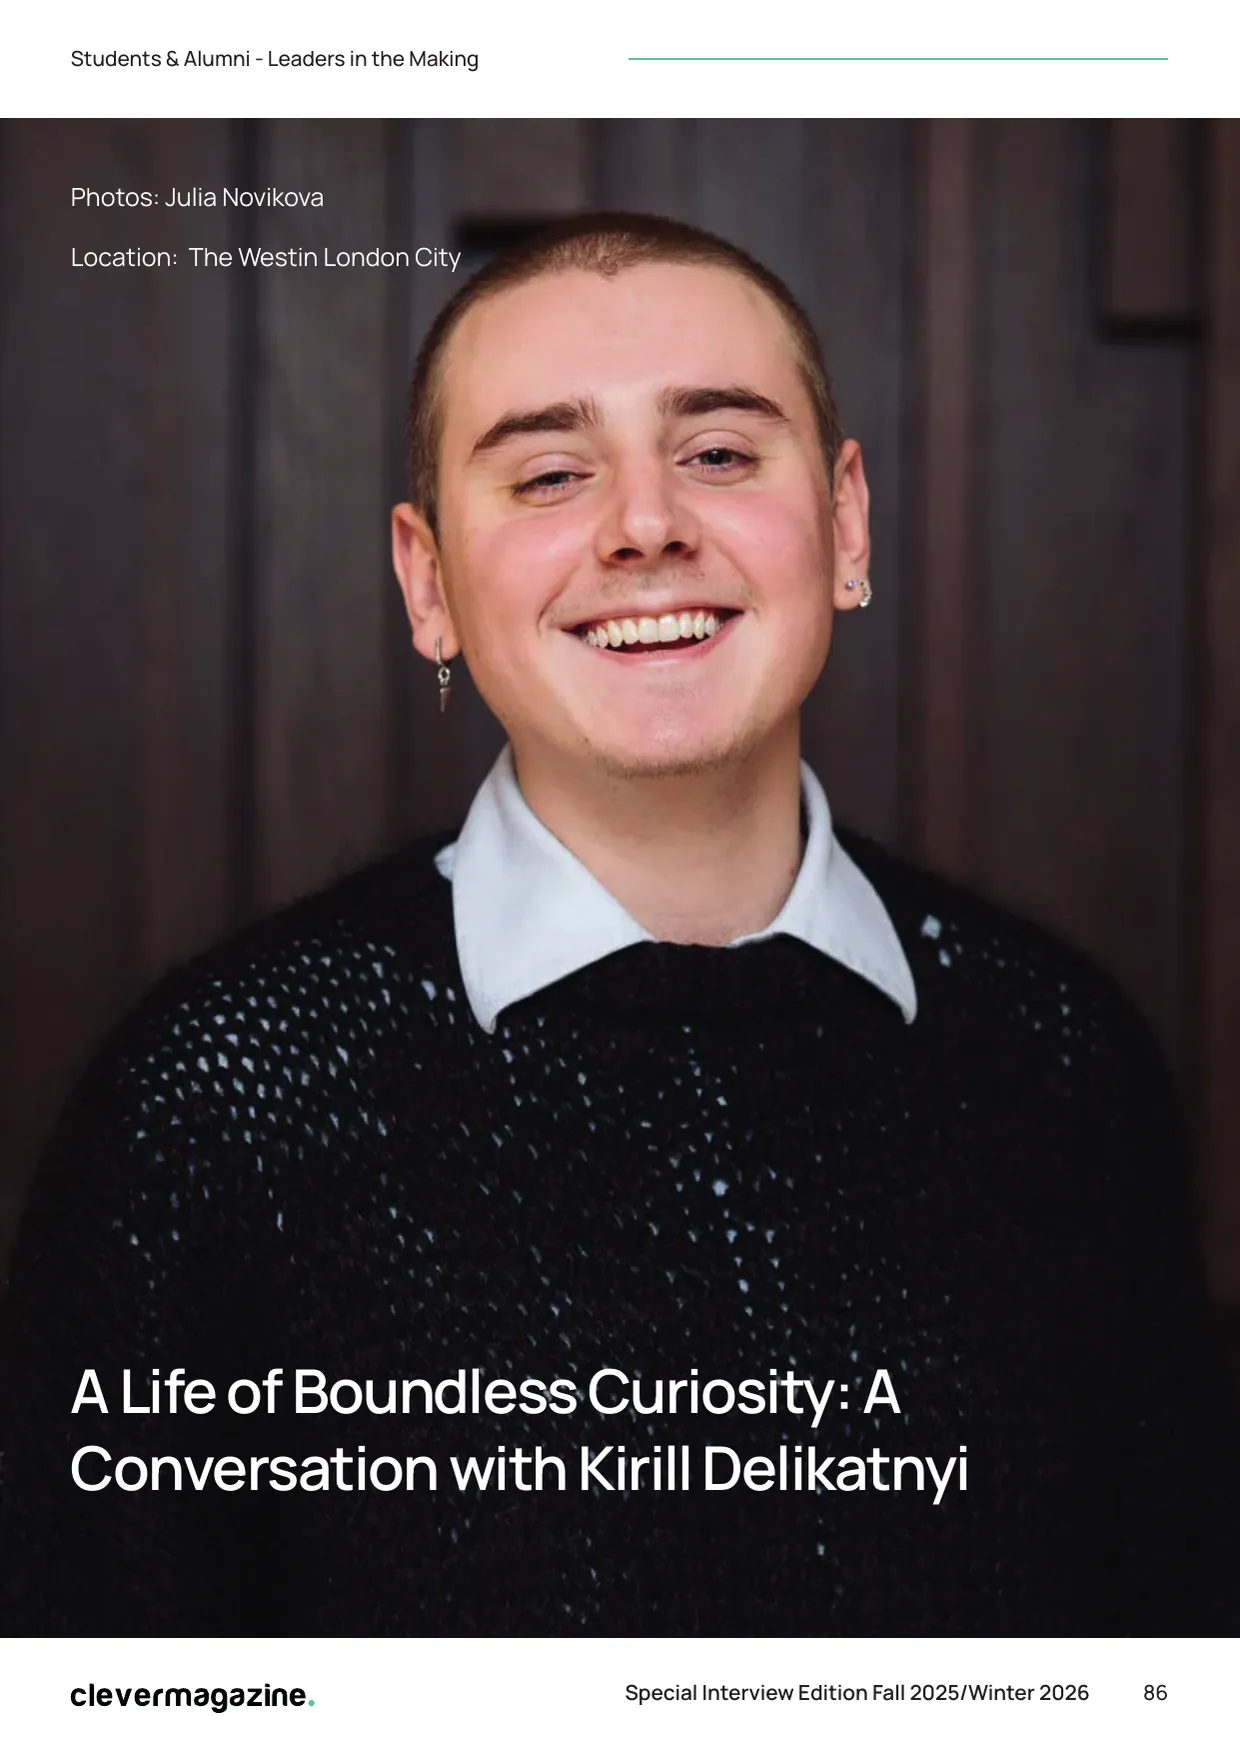 Students & Alumni - Leaders in the Making
Photos: Julia Novikova
Location: The Westin London City
A Life of Boundless Curiosity: A
Conversation with Kirill Delikatnyi
clevermagazine.
Special Interview Edition Fall 2025/Winter 2026
86